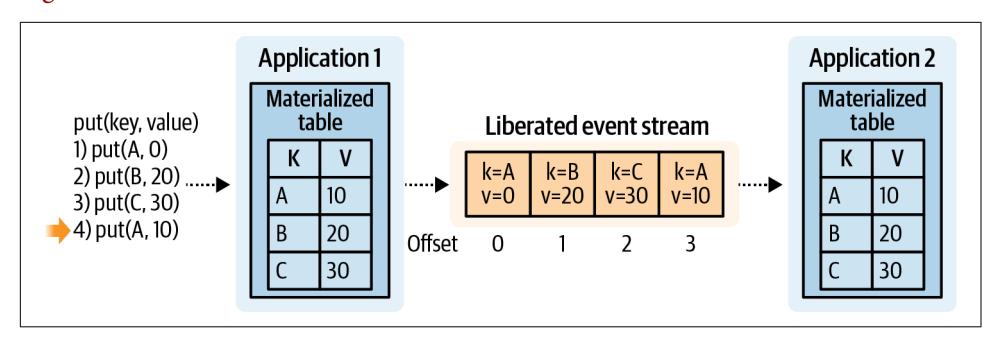 Application 1
Application 2
put(key, value)
1) put(A, 0)
2) put(B, 20)
3) put(C, 30)
4) put(A, 10)
Materialized
table
K V
A 10
B 20
C 30
Liberated event stream
k=A k=B k=C k=A
v=0 v=20 v=30 v=10
Offset 0 1 2 3
Materialized
table
K V
A 10
B 20
C 30